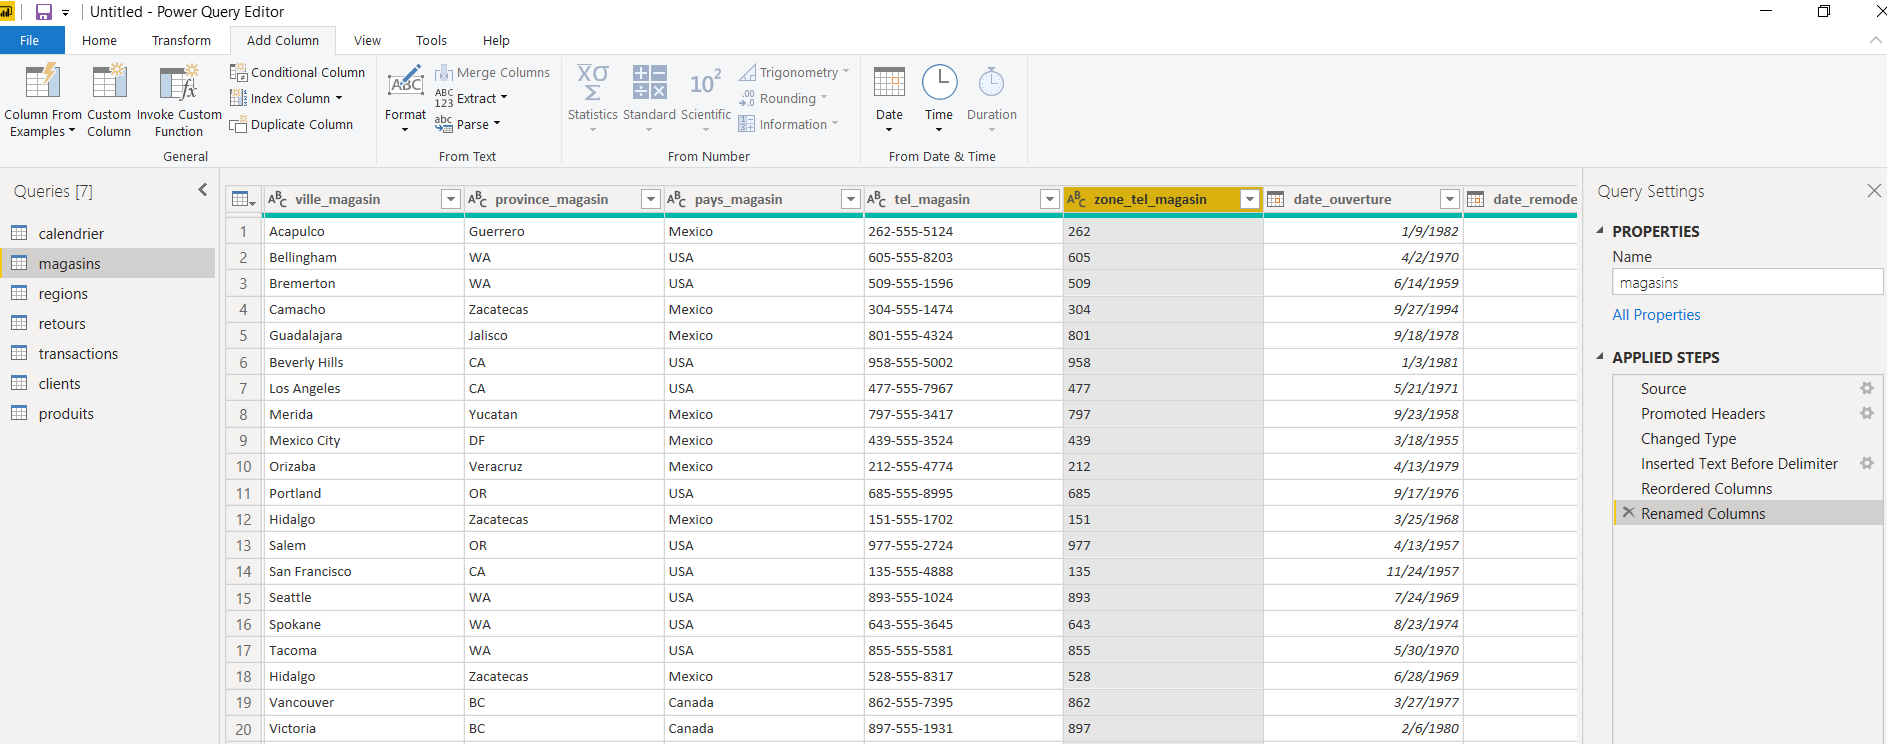 Untitled - Power Query Editor
File Home Transform Add Column View Tools Help
Column From Examples
Custom Column
Invoke Custom Function
Conditional Column
Index Column
Duplicate Column
General
Format
Merge Columns
Extract
Parse
From Text
Statistics
Standard
Scientific
Trigonometry
Rounding
Information
From Number
Date
Time
Duration
From Date & Time
Queries [7]
calendrier
magasins
regions
retours
transactions
clients
produits
ville_magasin province_magasin pays_magasin tel_magasin zone_tel_magasin date_ouverture date_remode
1 Acapulco Guerrero Mexico 262-555-5124 262 1/9/1982
2 Bellingham WA USA 605-555-8203 605 4/2/1970
3 Bremerton WA USA 509-555-1596 509 6/14/1959
4 Camacho Zacatecas Mexico 304-555-1474 304 9/27/1994
5 Guadalajara Jalisco Mexico 801-555-4324 801 9/18/1978
6 Beverly Hills CA USA 958-555-5002 958 1/3/1981
7 Los Angeles CA USA 477-555-7967 477 5/21/1971
8 Merida Yucatan Mexico 797-555-3417 797 9/23/1958
9 Mexico City DF Mexico 439-555-3524 439 3/18/1955
10 Orizaba Veracruz Mexico 212-555-4774 212 4/13/1979
11 Portland OR USA 685-555-8995 685 9/17/1976
12 Hidalgo Zacatecas Mexico 151-555-1702 151 3/25/1968
13 Salem OR USA 977-555-2724 977 4/13/1957
14 San Francisco CA USA 135-555-4888 135 11/24/1957
15 Seattle WA USA 893-555-1024 893 7/24/1969
16 Spokane WA USA 643-555-3645 643 8/23/1974
17 Tacoma WA USA 855-555-5581 855 5/30/1970
18 Hidalgo Zacatecas Mexico 528-555-8317 528 6/28/1969
19 Vancouver BC Canada 862-555-7395 862 3/27/1977
20 Victoria BC Canada 897-555-1931 897 2/6/1980
Query Settings
PROPERTIES
Name
magasins
All Properties
APPLIED STEPS
Source
Promoted Headers
Changed Type
Inserted Text Before Delimiter
Reordered Columns
Renamed Columns